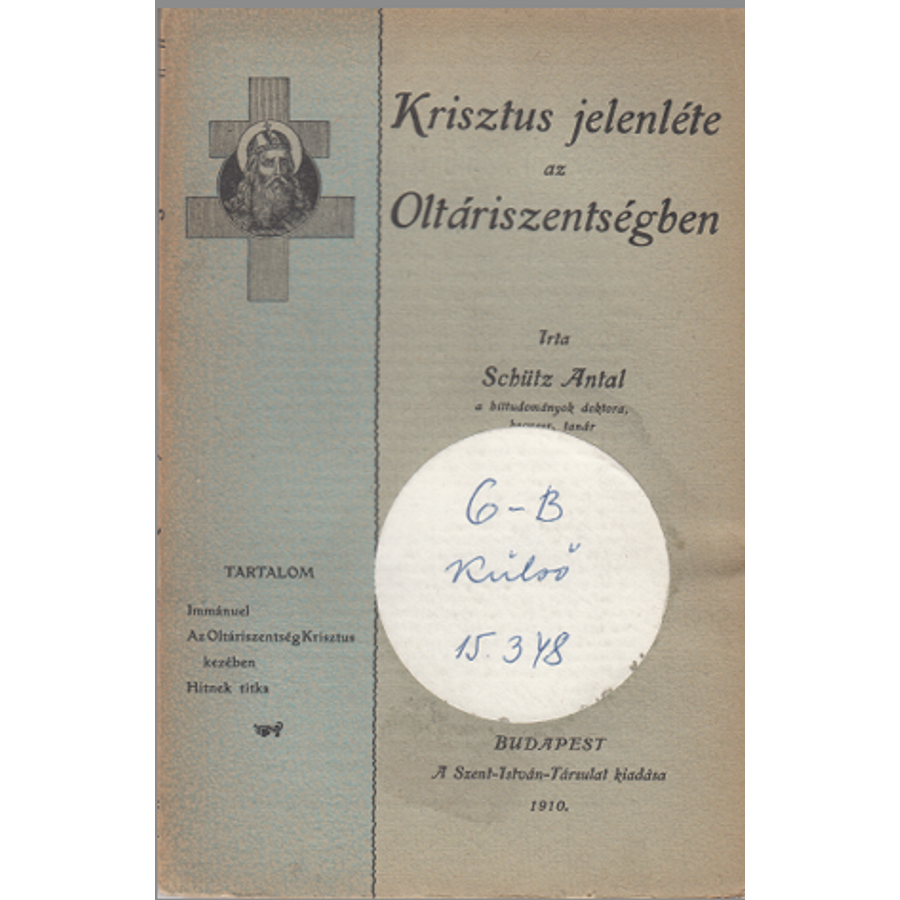 Krisztus jelenléte
az
Oltáriszentségben
Irta
Schütz Antal
a hittudományok doktora,
tanár
G-B
Külső
15.348
TARTALOM
Immánuel
Az Oltáriszentség Krisztus
kezében
Hitnek titka
BUDAPEST
A Szent-István-Társulat kiadása
1910.